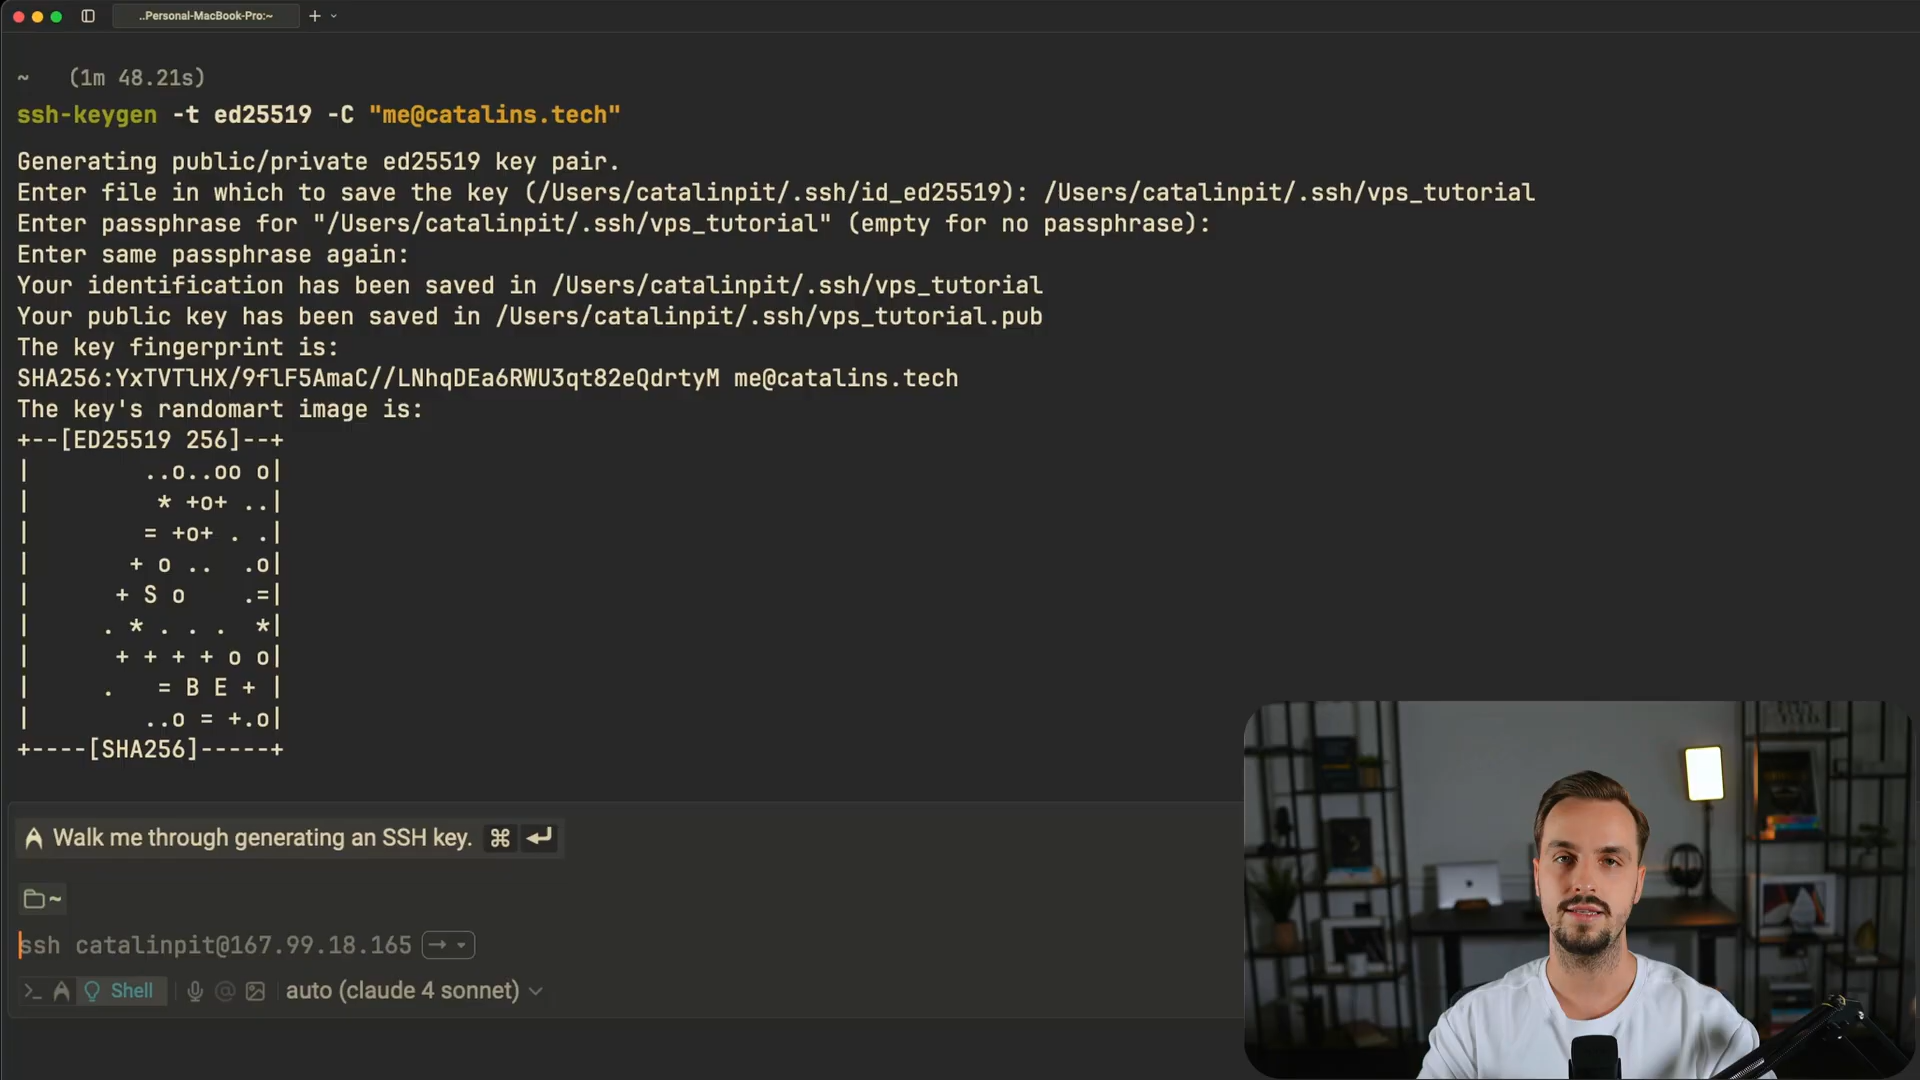 ..Personal-MacBook-Pro:~
~ (1m 48.21s)
ssh-keygen -t ed25519 -C "me@catalins.tech"
Generating public/private ed25519 key pair.
Enter file in which to save the key (/Users/catalinpit/.ssh/id_ed25519): /Users/catalinpit/.ssh/vps_tutorial
Enter passphrase for "/Users/catalinpit/.ssh/vps_tutorial" (empty for no passphrase):
Enter same passphrase again:
Your identification has been saved in /Users/catalinpit/.ssh/vps_tutorial
Your public key has been saved in /Users/catalinpit/.ssh/vps_tutorial.pub
The key fingerprint is:
SHA256:YxTVTlHX/9flF5AmaC//LNhqDEa6RWU3qt82eQdrtyM me@catalins.tech
The key's randomart image is:
+--[ED25519 256]--+
|        ..o..oo o|
|         * +o+ ..|
|        = +o+ . .|
|       + o ..  .o|
|      + S o    .=|
|     . * . . .  *|
|      + + + + o o|
|     .   = B E + |
|        ..o = +.o|
+----[SHA256]-----+
Walk me through generating an SSH key. ⌘ ↵
~
ssh catalinpit@167.99.18.165
>_ Shell @ auto (claude 4 sonnet)